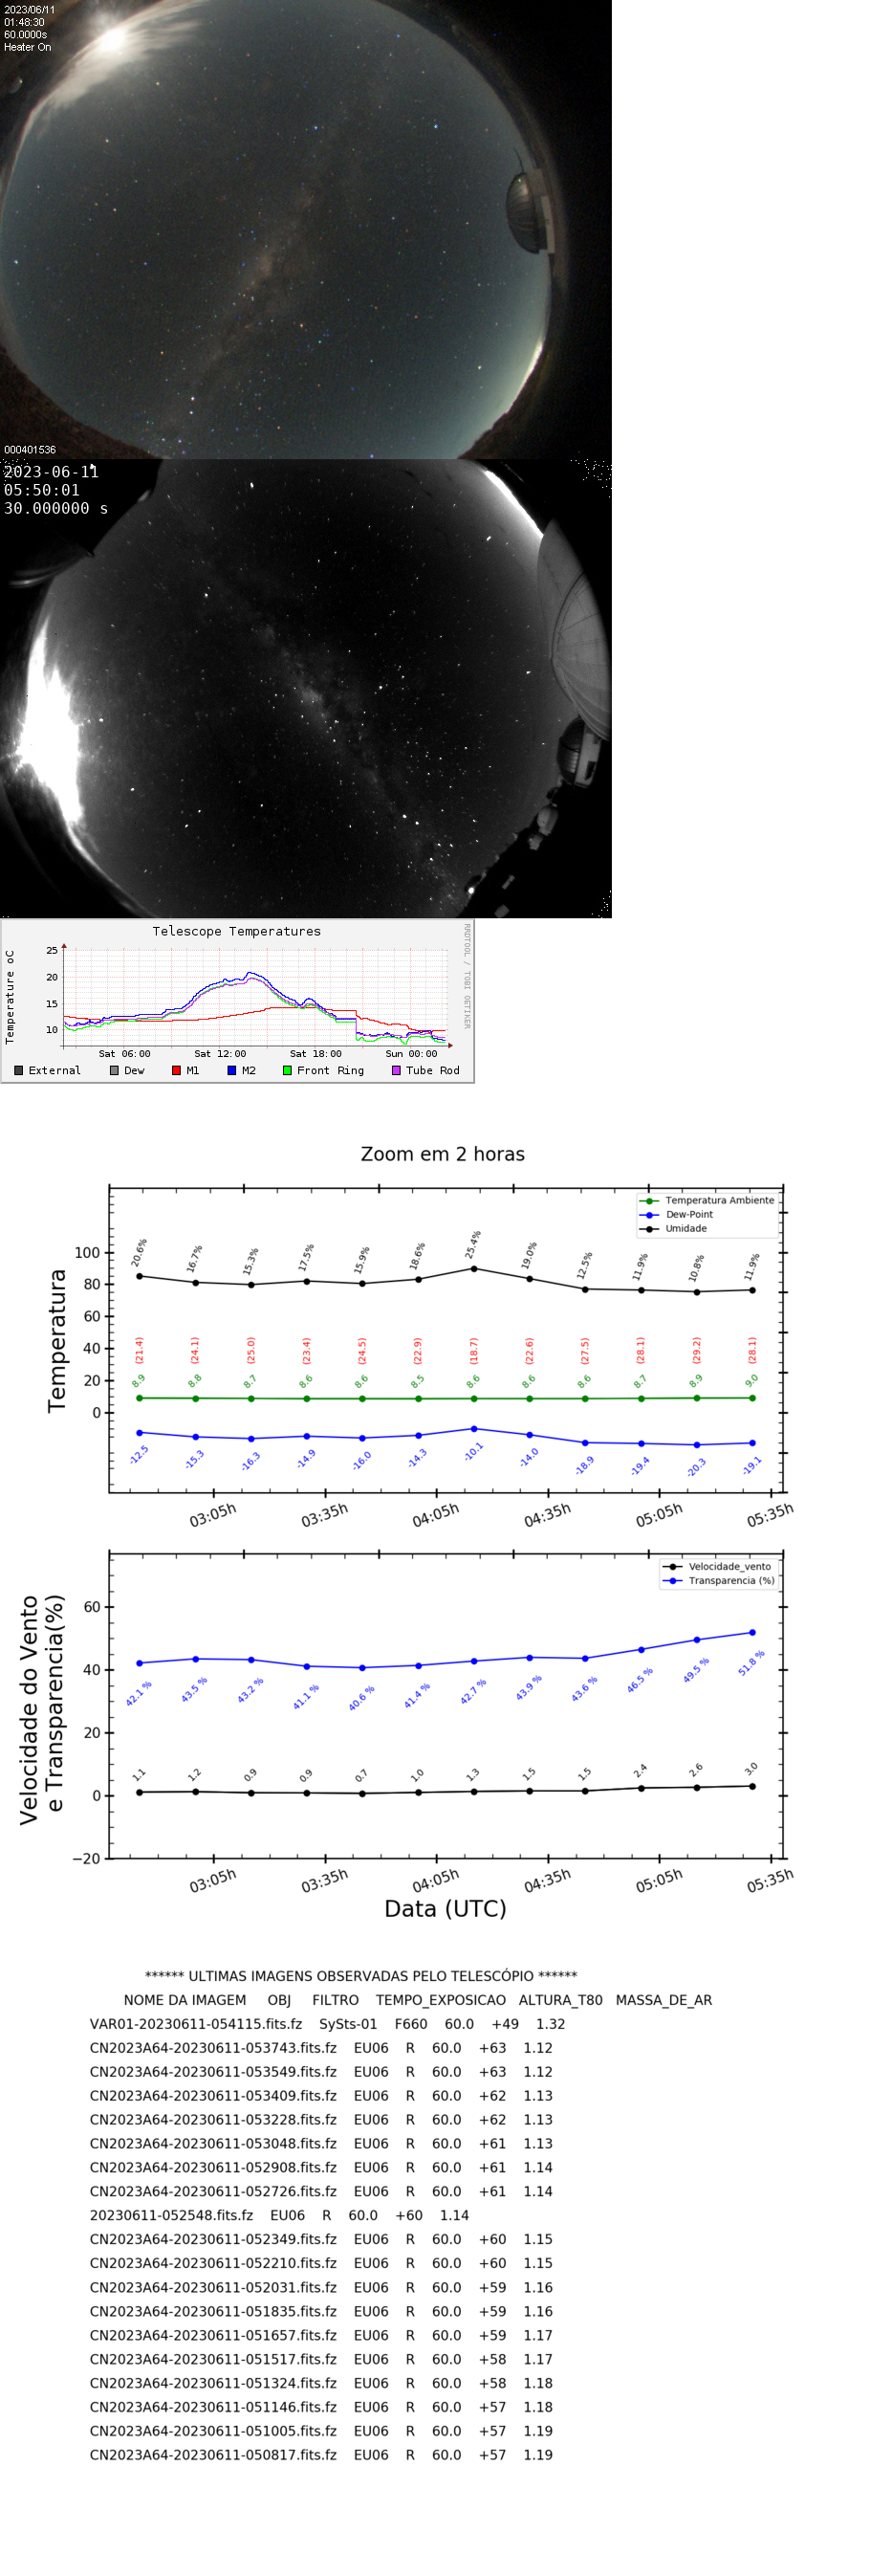 2023/06/11
01:48:30
60.0000s
Heater On
000401536
2023-06-11
05:50:01
30.000000 s
Telescope Temperatures
RRDTOOL / TOBI OETIKER
Temperature oC
25
20
15
10
Sat 06:00 Sat 12:00 Sat 18:00 Sun 00:00
External Dew M1 M2 Front Ring Tube Rod
Zoom em 2 horas
Temperatura Ambiente
Dew-Point
Umidade
Temperatura
100
80
60
40
20
0
20.6% 16.7% 15.3% 17.5% 15.9% 18.6% 25.4% 19.0% 12.5% 11.9% 10.8% 11.9%
(21.4) (24.1) (25.0) (23.4) (24.5) (22.9) (18.7) (22.6) (27.5) (28.1) (29.2) (28.1)
8.9 8.8 8.7 8.6 8.6 8.5 8.6 8.6 8.6 8.7 8.9 9.0
-12.5 -15.3 -16.3 -14.9 -16.0 -14.3 -10.1 -14.0 -18.9 -19.4 -20.3 -19.1
03:05h 03:35h 04:05h 04:35h 05:05h 05:35h
Velocidade_vento
Transparencia (%)
Velocidade do Vento
e Transparencia(%)
60
40
20
0
−20
42.1 % 43.5 % 43.2 % 41.1 % 40.6 % 41.4 % 42.7 % 43.9 % 43.6 % 46.5 % 49.5 % 51.8 %
1.1 1.2 0.9 0.9 0.7 1.0 1.3 1.5 1.5 2.4 2.6 3.0
03:05h 03:35h 04:05h 04:35h 05:05h 05:35h
Data (UTC)
****** ULTIMAS IMAGENS OBSERVADAS PELO TELESCÓPIO ******
NOME DA IMAGEM OBJ FILTRO TEMPO_EXPOSICAO ALTURA_T80 MASSA_DE_AR
VAR01-20230611-054115.fits.fz SySts-01 F660 60.0 +49 1.32
CN2023A64-20230611-053743.fits.fz EU06 R 60.0 +63 1.12
CN2023A64-20230611-053549.fits.fz EU06 R 60.0 +63 1.12
CN2023A64-20230611-053409.fits.fz EU06 R 60.0 +62 1.13
CN2023A64-20230611-053228.fits.fz EU06 R 60.0 +62 1.13
CN2023A64-20230611-053048.fits.fz EU06 R 60.0 +61 1.13
CN2023A64-20230611-052908.fits.fz EU06 R 60.0 +61 1.14
CN2023A64-20230611-052726.fits.fz EU06 R 60.0 +61 1.14
20230611-052548.fits.fz EU06 R 60.0 +60 1.14
CN2023A64-20230611-052349.fits.fz EU06 R 60.0 +60 1.15
CN2023A64-20230611-052210.fits.fz EU06 R 60.0 +60 1.15
CN2023A64-20230611-052031.fits.fz EU06 R 60.0 +59 1.16
CN2023A64-20230611-051835.fits.fz EU06 R 60.0 +59 1.16
CN2023A64-20230611-051657.fits.fz EU06 R 60.0 +59 1.17
CN2023A64-20230611-051517.fits.fz EU06 R 60.0 +58 1.17
CN2023A64-20230611-051324.fits.fz EU06 R 60.0 +58 1.18
CN2023A64-20230611-051146.fits.fz EU06 R 60.0 +57 1.18
CN2023A64-20230611-051005.fits.fz EU06 R 60.0 +57 1.19
CN2023A64-20230611-050817.fits.fz EU06 R 60.0 +57 1.19